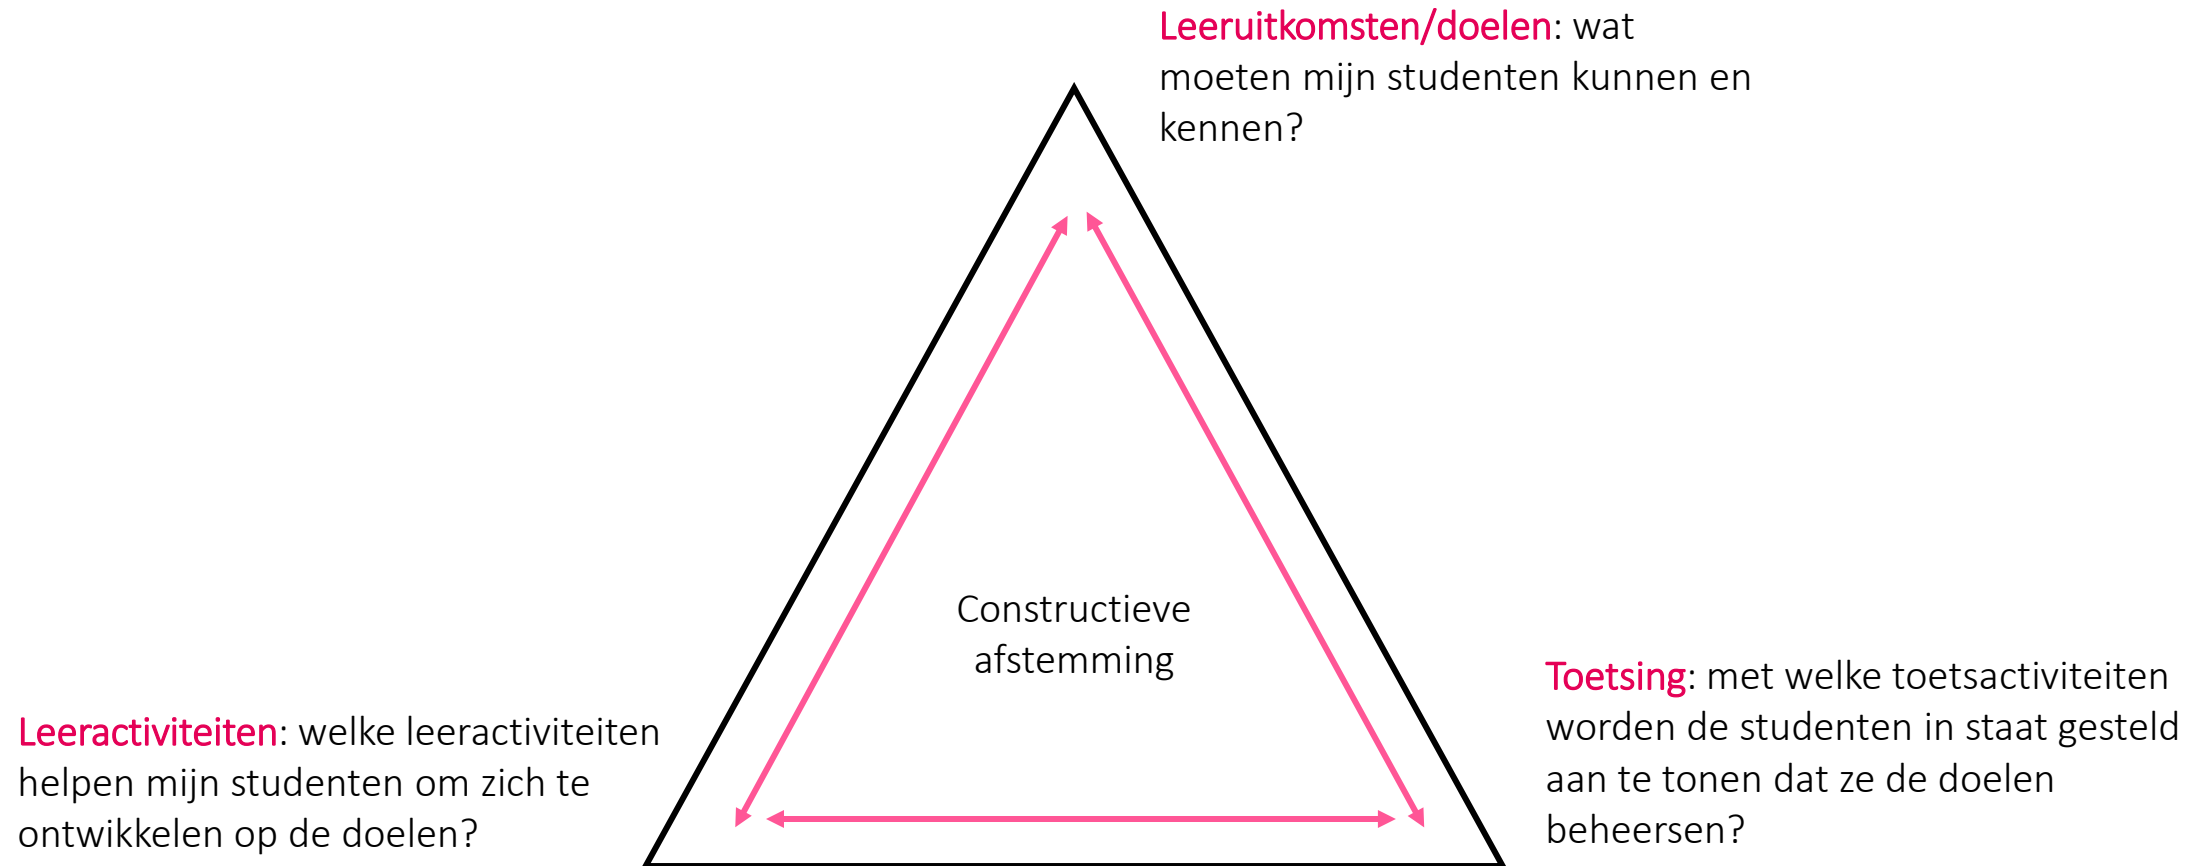 Leeruitkomsten/doelen: wat
moeten mijn studenten kunnen en
kennen?
Constructieve
afstemming
Leeractiviteiten: welke leeractiviteiten
helpen mijn studenten om zich te
ontwikkelen op de doelen?
Toetsing: met welke toetsactiviteiten
worden de studenten in staat gesteld
aan te tonen dat ze de doelen
beheersen?